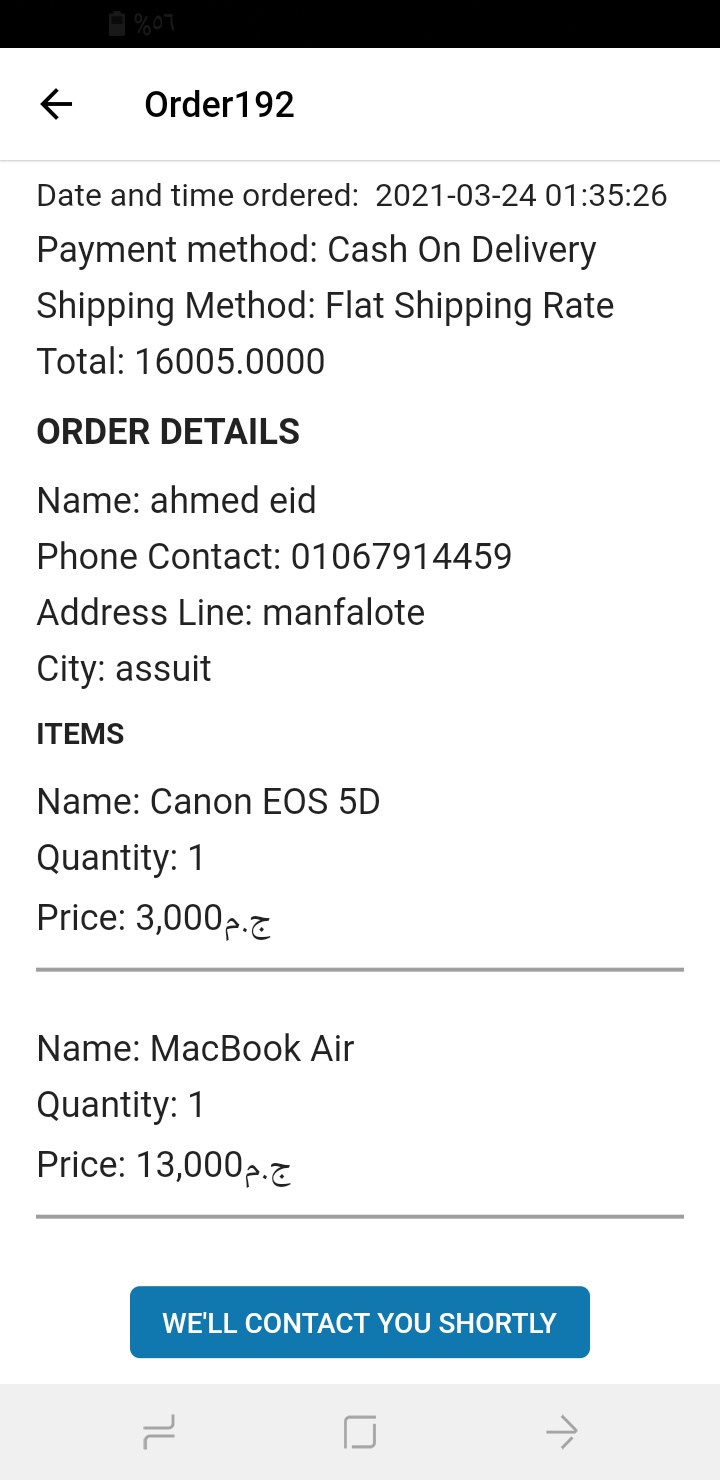 %٥٦
Order192
Date and time ordered: 2021-03-24 01:35:26
Payment method: Cash On Delivery
Shipping Method: Flat Shipping Rate
Total: 16005.0000
ORDER DETAILS
Name: ahmed eid
Phone Contact: 01067914459
Address Line: manfalote
City: assuit
ITEMS
Name: Canon EOS 5D
Quantity: 1
Price: 3,000ج.م
Name: MacBook Air
Quantity: 1
Price: 13,000ج.م
WE'LL CONTACT YOU SHORTLY